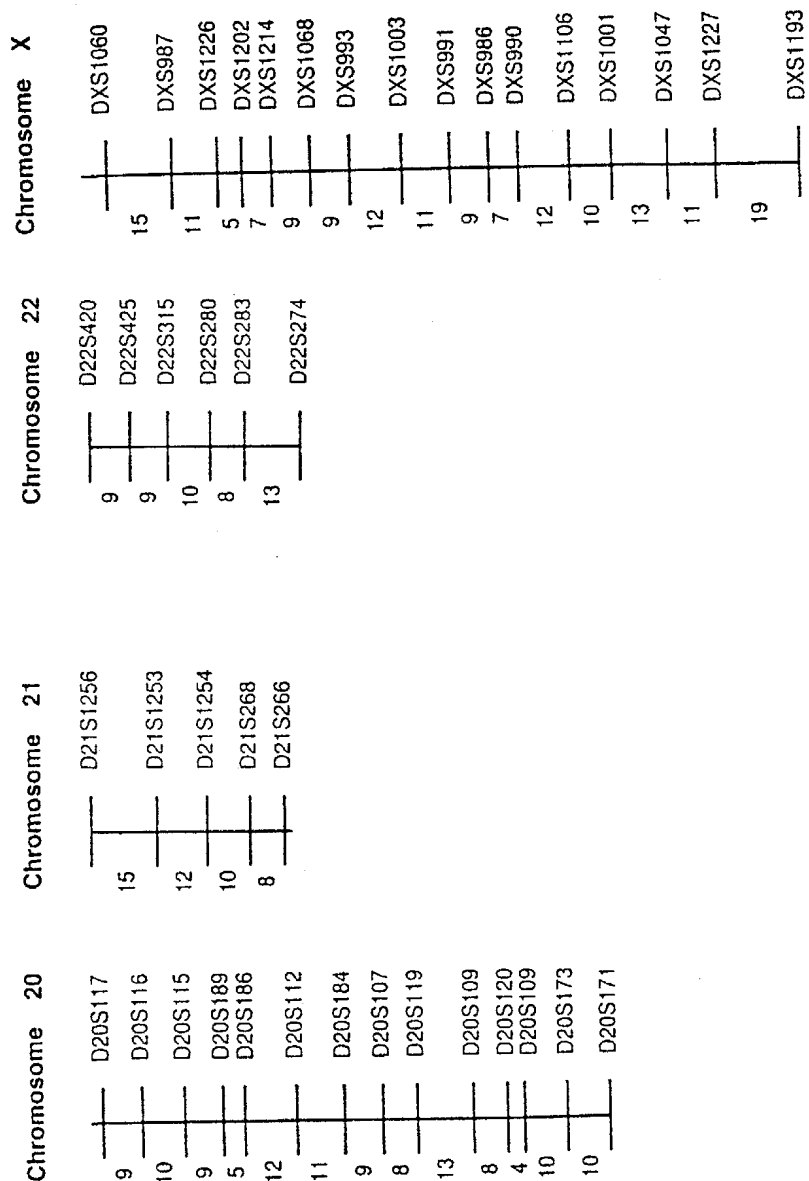 Chromosome 20
D20S117
9
D20S116
10
D20S115
9
D20S189
5
D20S186
12
D20S112
11
D20S184
9
D20S107
8
D20S119
13
D20S109
8
D20S120
4
D20S109
10
D20S173
10
D20S171
Chromosome 21
D21S1256
15
D21S1253
12
D21S1254
10
D21S268
8
D21S266
Chromosome 22
D22S420
9
D22S425
9
D22S315
10
D22S280
8
D22S283
13
D22S274
Chromosome X
DXS1060
15
DXS987
11
DXS1226
5
DXS1202
7
DXS1214
9
DXS1068
9
DXS993
12
DXS1003
11
DXS991
9
DXS986
7
DXS990
12
DXS1106
10
DXS1001
13
DXS1047
11
DXS1227
19
DXS1193